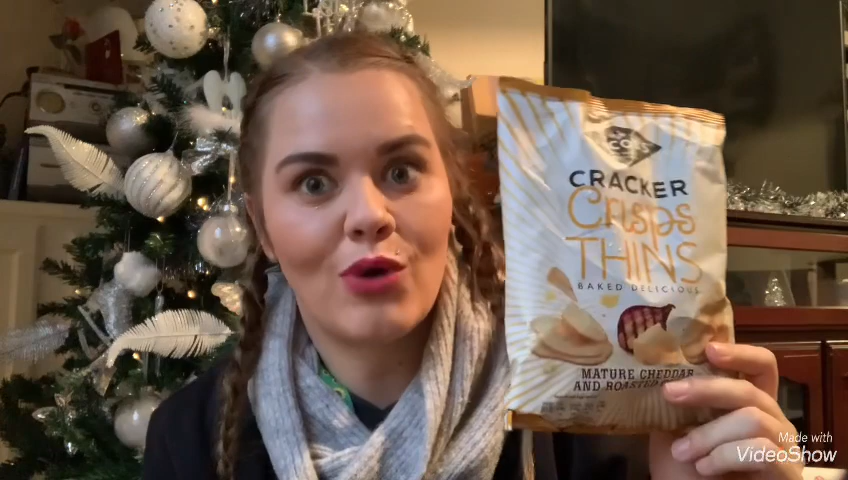 CRACKER
Crisps
THINS
BAKED DELICIOUS
MATURE CHEDDAR
AND ROASTED
Made with
VideoShow